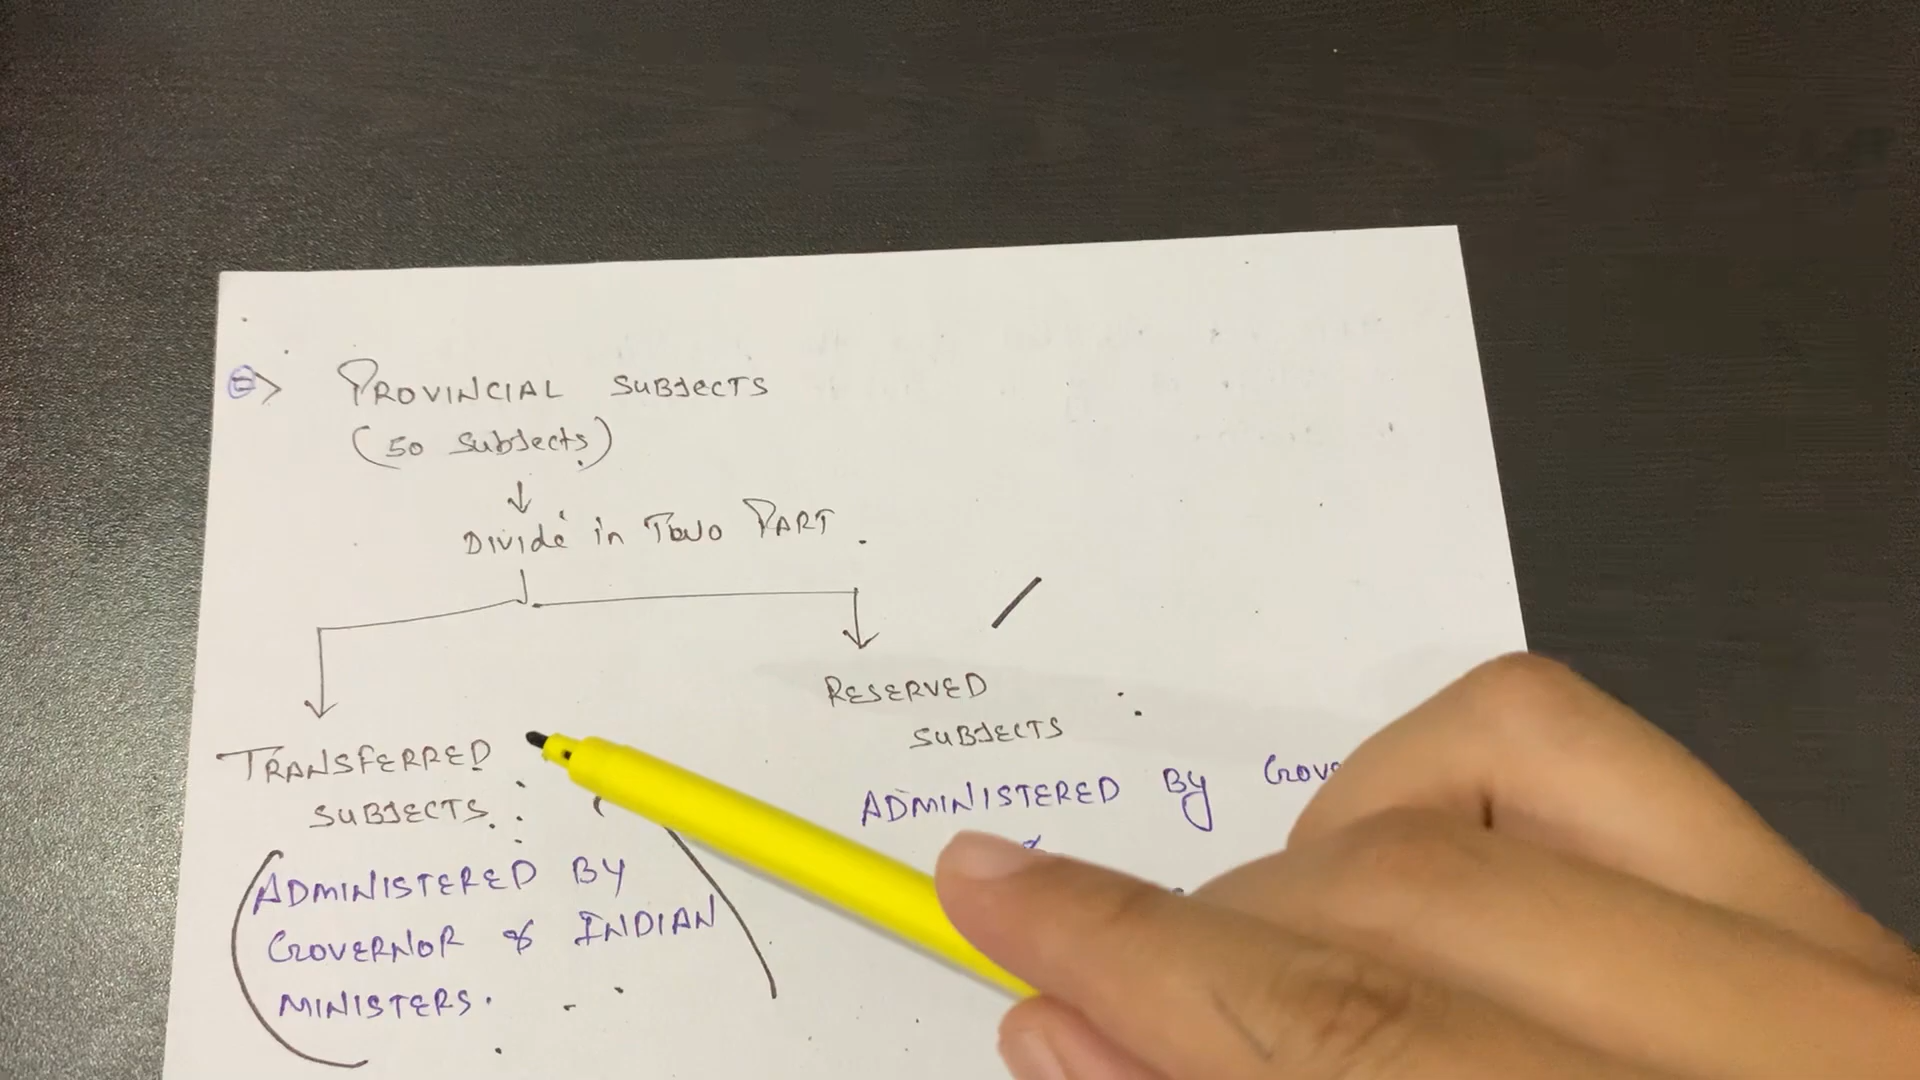 PROVINCIAL SUBJECTS
(50 Subjects)
Divide in Two PART.
TRANSFERRED
SUBJECTS.
ADMINISTERED BY
GOVERNOR & INDIAN
MINISTERS.
RESERVED
SUBJECTS
ADMINISTERED BY